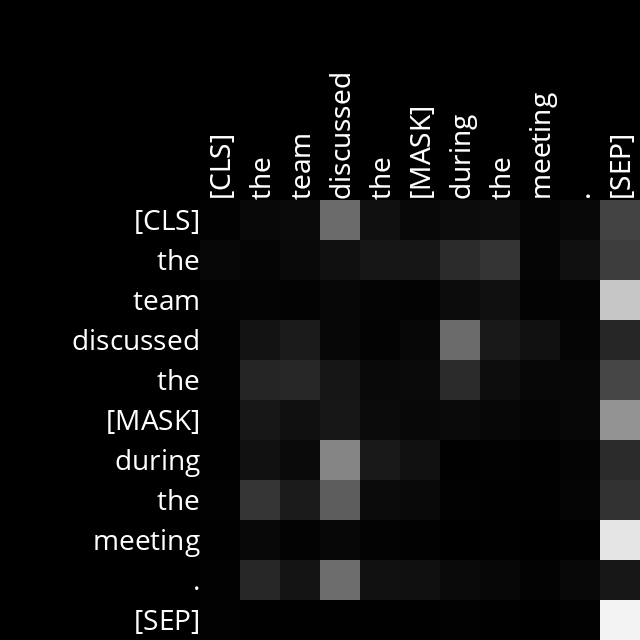 [CLS]
the
team
discussed
the
[MASK]
during
the
meeting
.
[SEP]
[CLS]
the
team
discussed
the
[MASK]
during
the
meeting
.
[SEP]